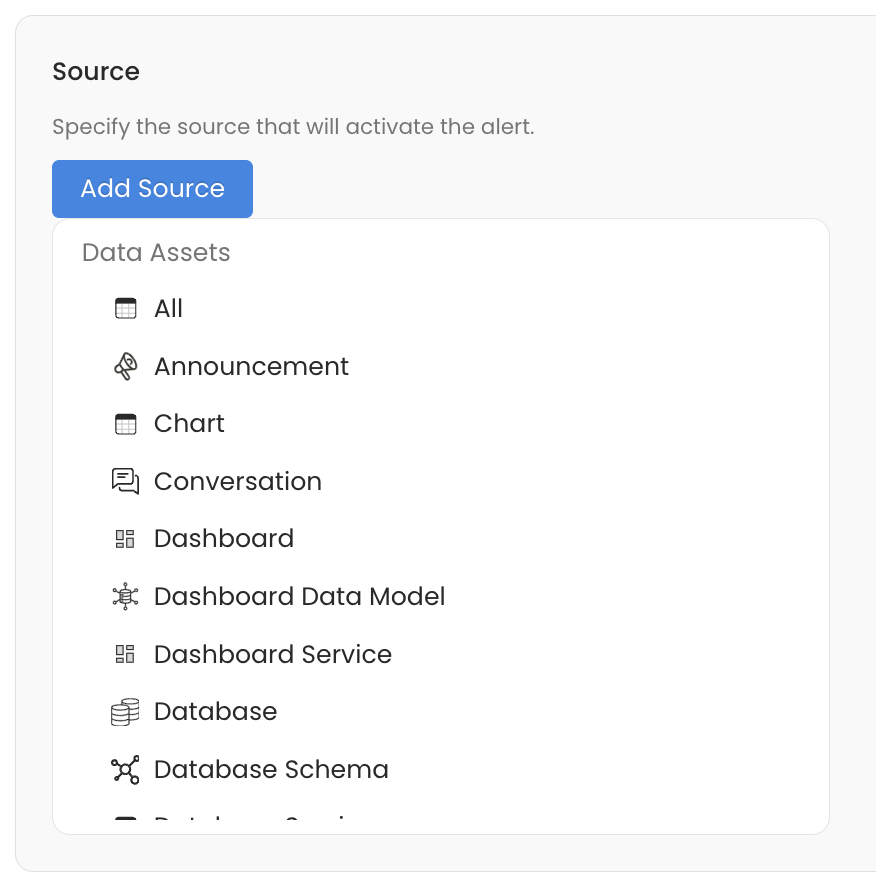 Source
Specify the source that will activate the alert.
Add Source
Data Assets
All
Announcement
Chart
Conversation
Dashboard
Dashboard Data Model
Dashboard Service
Database
Database Schema